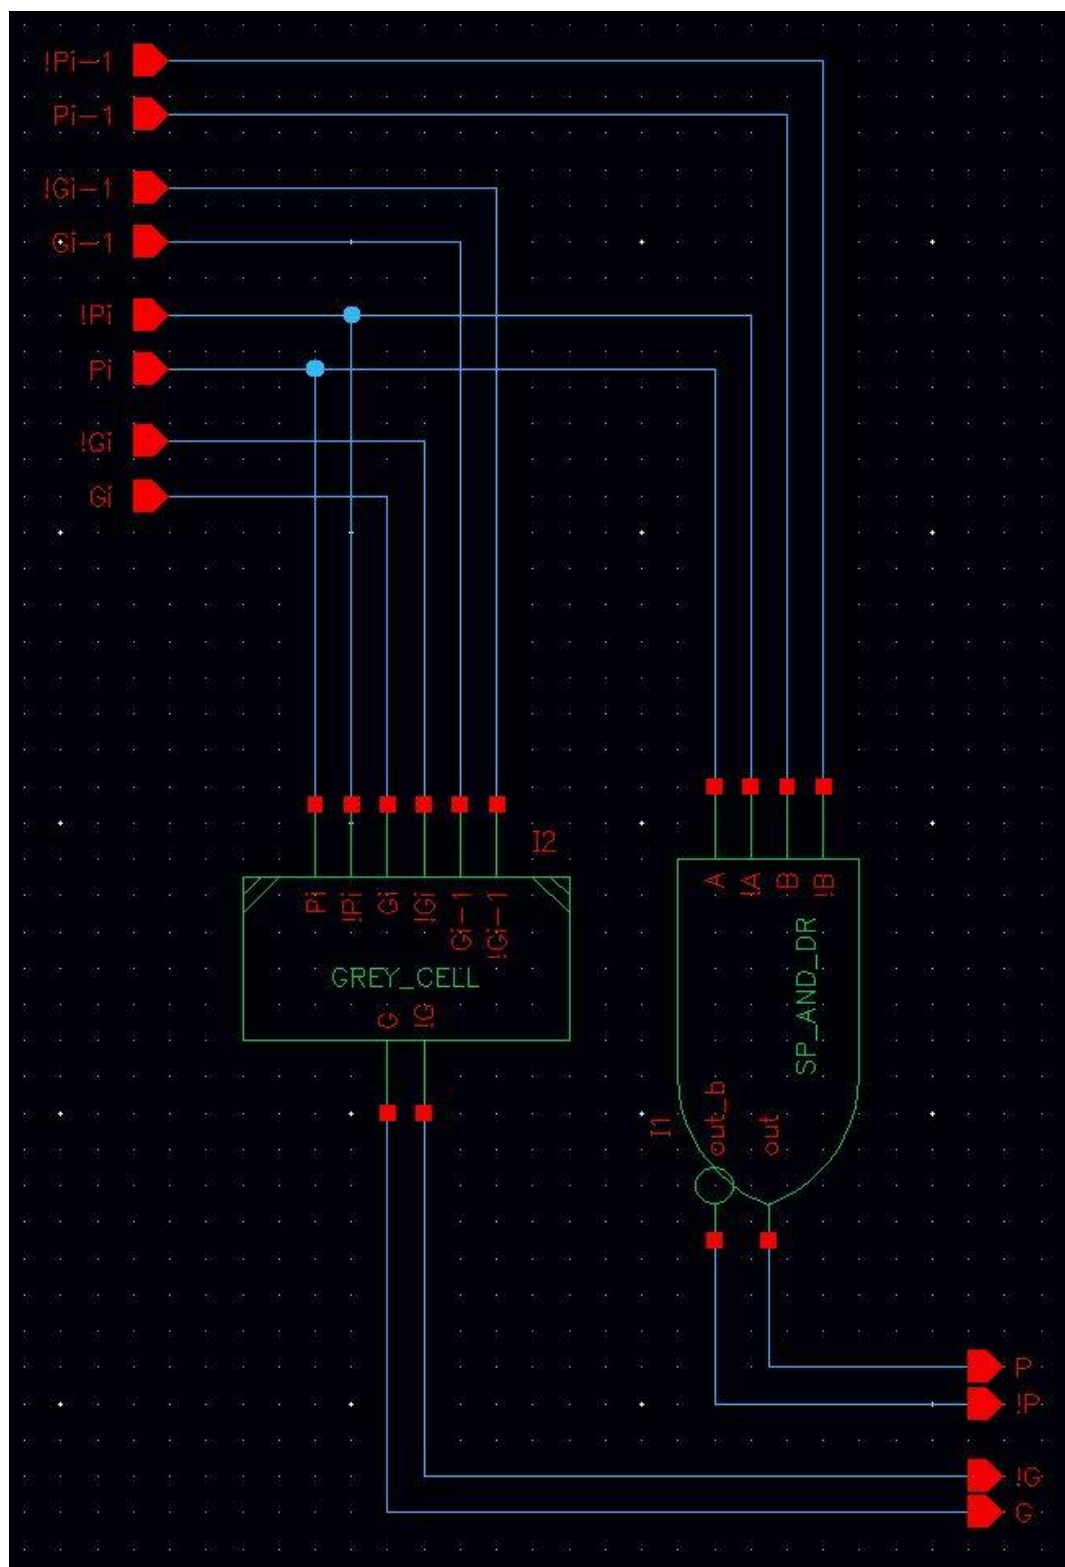 !Pi-1
Pi-1
!Gi-1
Gi-1
!Pi
Pi
!Gi
Gi
I2
Pi
!Pi
Gi
!Gi
Gi-1
!Gi-1
GREY_CELL
G
!G
A
!A
B
!B
SP_AND_DR
I1
out_b
out
P
!P
!G
G